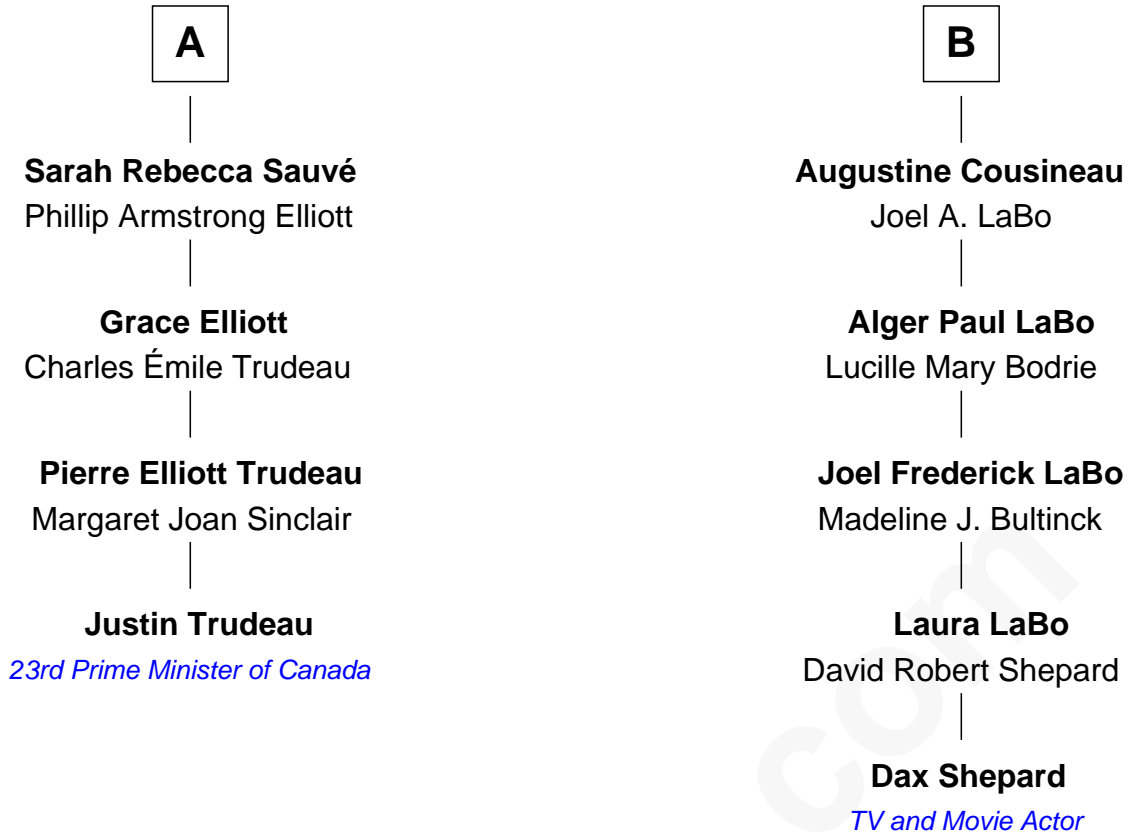 A
Sarah Rebecca Sauvé
Phillip Armstrong Elliott
Grace Elliott
Charles Émile Trudeau
Pierre Elliott Trudeau
Margaret Joan Sinclair
Justin Trudeau
23rd Prime Minister of Canada
B
Augustine Cousineau
Joel A. LaBo
Alger Paul LaBo
Lucille Mary Bodrie
Joel Frederick LaBo
Madeline J. Bultinck
Laura LaBo
David Robert Shepard
Dax Shepard
TV and Movie Actor
com